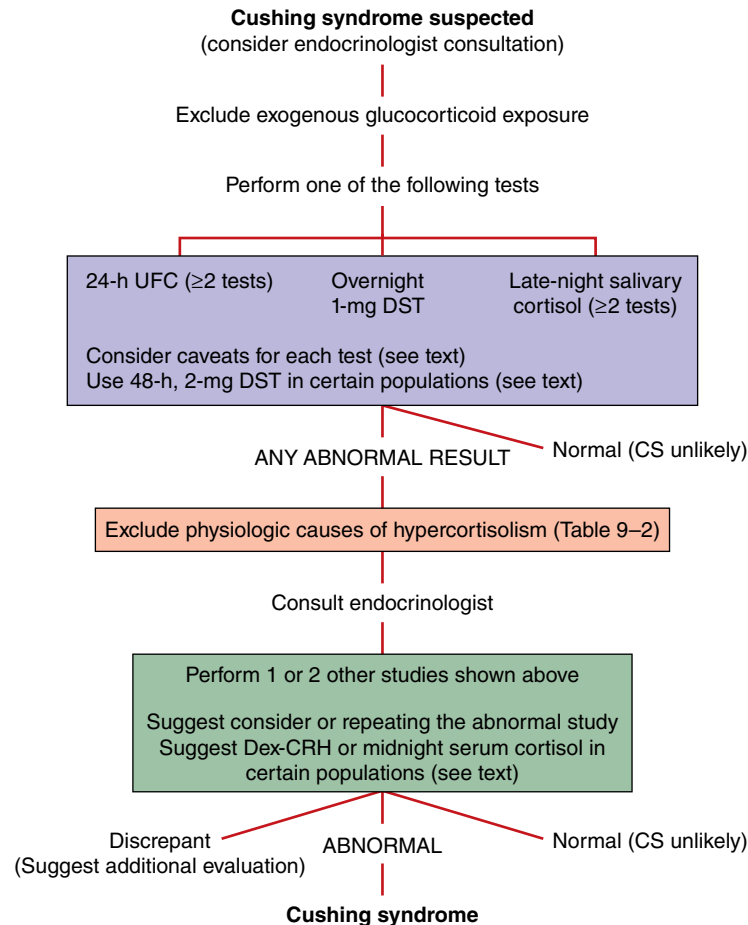 Cushing syndrome suspected
(consider endocrinologist consultation)
Exclude exogenous glucocorticoid exposure
Perform one of the following tests
24-h UFC (≥2 tests)
Overnight
1-mg DST
Late-night salivary
cortisol (≥2 tests)
Consider caveats for each test (see text)
Use 48-h, 2-mg DST in certain populations (see text)
ANY ABNORMAL RESULT
Normal (CS unlikely)
Exclude physiologic causes of hypercortisolism (Table 9–2)
Consult endocrinologist
Perform 1 or 2 other studies shown above
Suggest consider or repeating the abnormal study
Suggest Dex-CRH or midnight serum cortisol in
certain populations (see text)
Discrepant
(Suggest additional evaluation)
ABNORMAL
Normal (CS unlikely)
Cushing syndrome